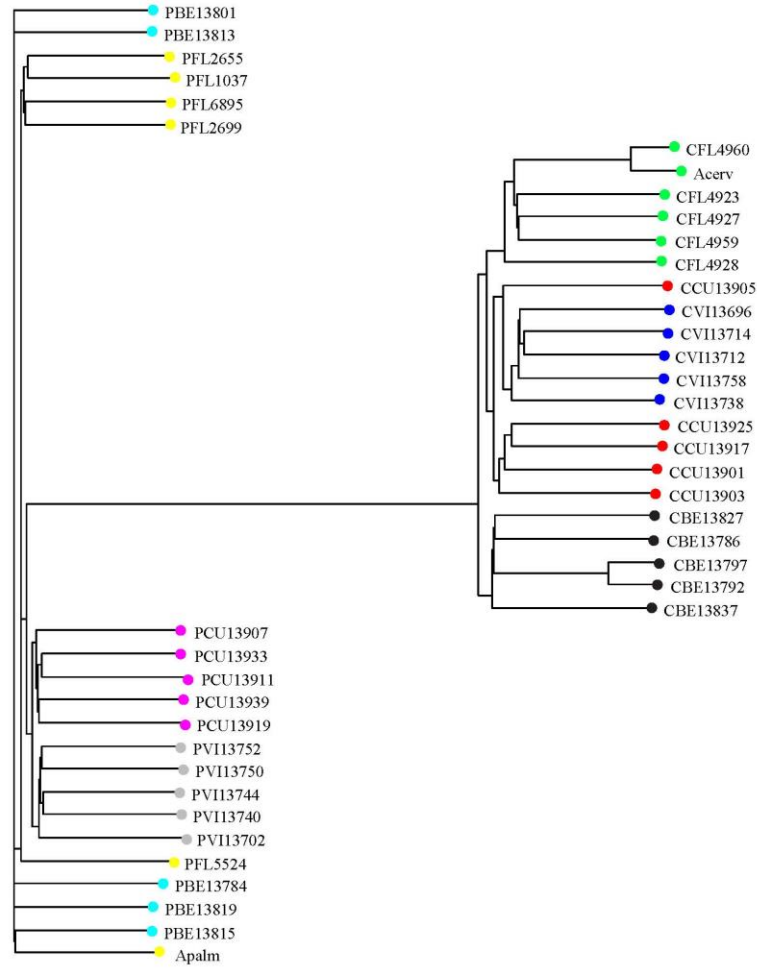 PBE13801
PBE13813
PFL2655
PFL1037
PFL6895
PFL2699
CFL4960
Acerv
CFL4923
CFL4927
CFL4959
CFL4928
CCU13905
CVI13696
CVI13714
CVI13712
CVI13758
CVI13738
CCU13925
CCU13917
CCU13901
CCU13903
CBE13827
CBE13786
CBE13797
CBE13792
CBE13837
PCU13907
PCU13933
PCU13911
PCU13939
PCU13919
PVI13752
PVI13750
PVI13744
PVI13740
PVI13702
PFL5524
PBE13784
PBE13819
PBE13815
Apalm